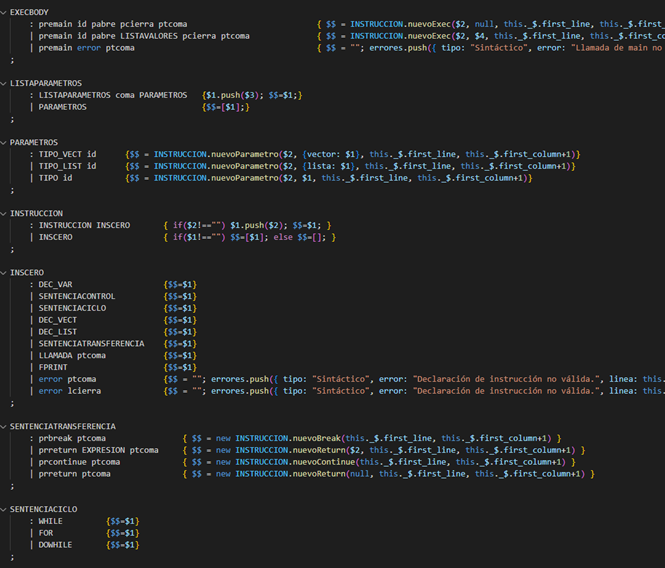 EXECBODY
: premain id pabre pcierra ptcoma { $$ = INSTRUCCION.nuevoExec($2, null, this._$.first_line, this._$.first_
| premain id pabre LISTAVALORES pcierra ptcoma { $$ = INSTRUCCION.nuevoExec($2, $4, this._$.first_line, this._$.first_co
| premain error ptcoma { $$ = ""; errores.push({ tipo: "Sintáctico", error: "Llamada de main no
;
LISTAPARAMETROS
: LISTAPARAMETROS coma PARAMETROS {$1.push($3); $$=$1;}
| PARAMETROS {$$=[$1];}
;
PARAMETROS
: TIPO_VECT id {$$ = INSTRUCCION.nuevoParametro($2, {vector: $1}, this._$.first_line, this._$.first_column+1)}
| TIPO_LIST id {$$ = INSTRUCCION.nuevoParametro($2, {lista: $1}, this._$.first_line, this._$.first_column+1)}
| TIPO id {$$ = INSTRUCCION.nuevoParametro($2, $1, this._$.first_line, this._$.first_column+1)}
;
INSTRUCCION
: INSTRUCCION INSCERO { if($2!=="") $1.push($2); $$=$1; }
| INSCERO { if($1!=="") $$=[$1]; else $$=[]; }
;
INSCERO
: DEC_VAR {$$=$1}
| SENTENCIACONTROL {$$=$1}
| SENTENCIACICLO {$$=$1}
| DEC_VECT {$$=$1}
| DEC_LIST {$$=$1}
| SENTENCIATRANSFERENCIA {$$=$1}
| LLAMADA ptcoma {$$=$1}
| FPRINT {$$=$1}
| error ptcoma {$$ = ""; errores.push({ tipo: "Sintáctico", error: "Declaración de instrucción no válida.", linea: this.
| error lcierra {$$ = ""; errores.push({ tipo: "Sintáctico", error: "Declaración de instrucción no válida.", linea: this.
;
SENTENCIATRANSFERENCIA
: prbreak ptcoma { $$ = new INSTRUCCION.nuevoBreak(this._$.first_line, this._$.first_column+1) }
| prreturn EXPRESION ptcoma { $$ = new INSTRUCCION.nuevoReturn($2, this._$.first_line, this._$.first_column+1) }
| prcontinue ptcoma { $$ = new INSTRUCCION.nuevoContinue(this._$.first_line, this._$.first_column+1) }
| prreturn ptcoma { $$ = new INSTRUCCION.nuevoReturn(null, this._$.first_line, this._$.first_column+1) }
;
SENTENCIACICLO
: WHILE {$$=$1}
| FOR {$$=$1}
| DOWHILE {$$=$1}
;